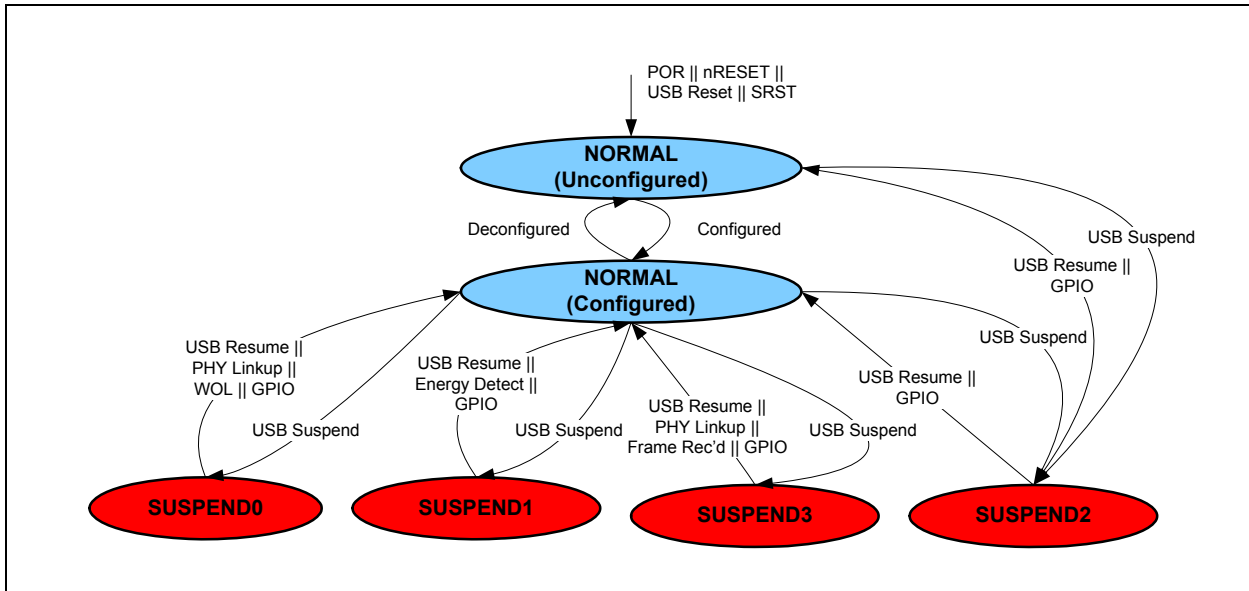 POR || nRESET ||
USB Reset || SRST
NORMAL
(Unconfigured)
Deconfigured
Configured
USB Suspend
USB Resume ||
GPIO
NORMAL
(Configured)
USB Suspend
USB Resume ||
PHY Linkup ||
WOL || GPIO
USB Resume ||
Energy Detect ||
GPIO
USB Resume ||
GPIO
USB Resume ||
PHY Linkup ||
Frame Rec’d || GPIO
USB Suspend
USB Suspend
USB Suspend
SUSPEND0
SUSPEND1
SUSPEND3
SUSPEND2